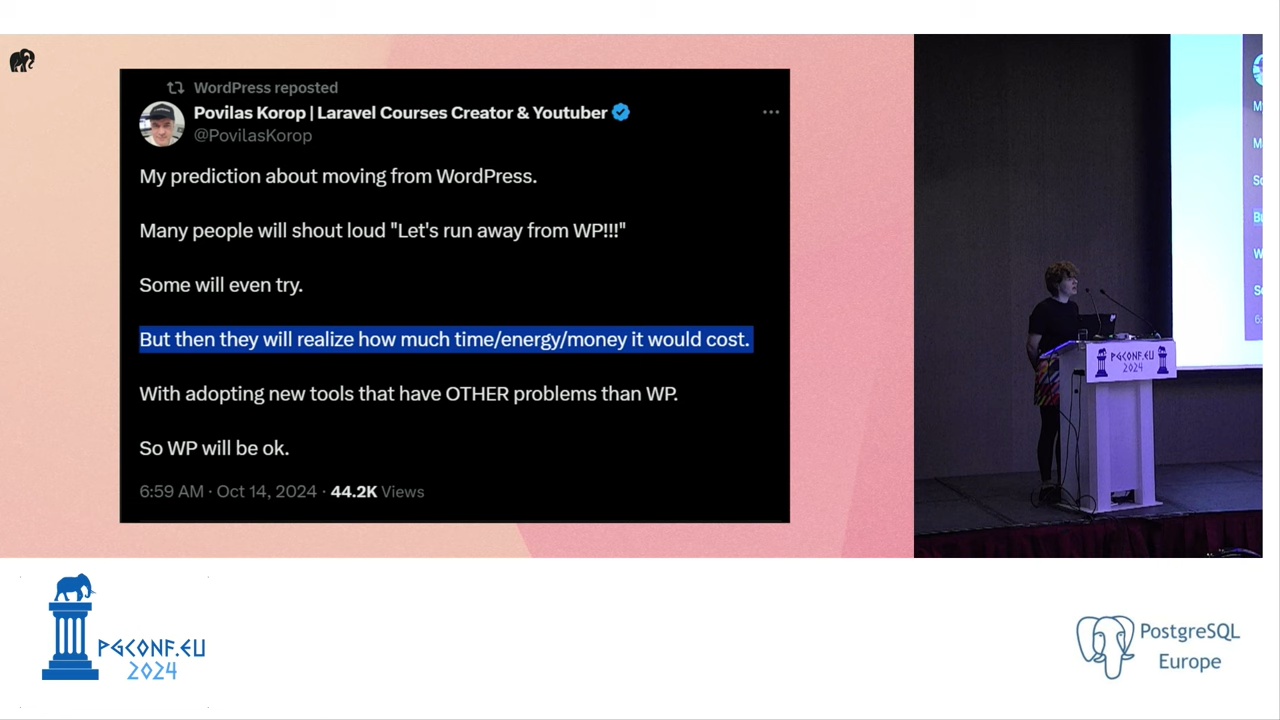 WordPress reposted
Povilas Korop | Laravel Courses Creator & Youtuber
@PovilasKorop
My prediction about moving from WordPress.
Many people will shout loud "Let's run away from WP!!!"
Some will even try.
But then they will realize how much time/energy/money it would cost.
With adopting new tools that have OTHER problems than WP.
So WP will be ok.
6:59 AM · Oct 14, 2024 · 44.2K Views
PGCONF.EU
2024
PGCONF.EU
2024
PostgreSQL
Europe